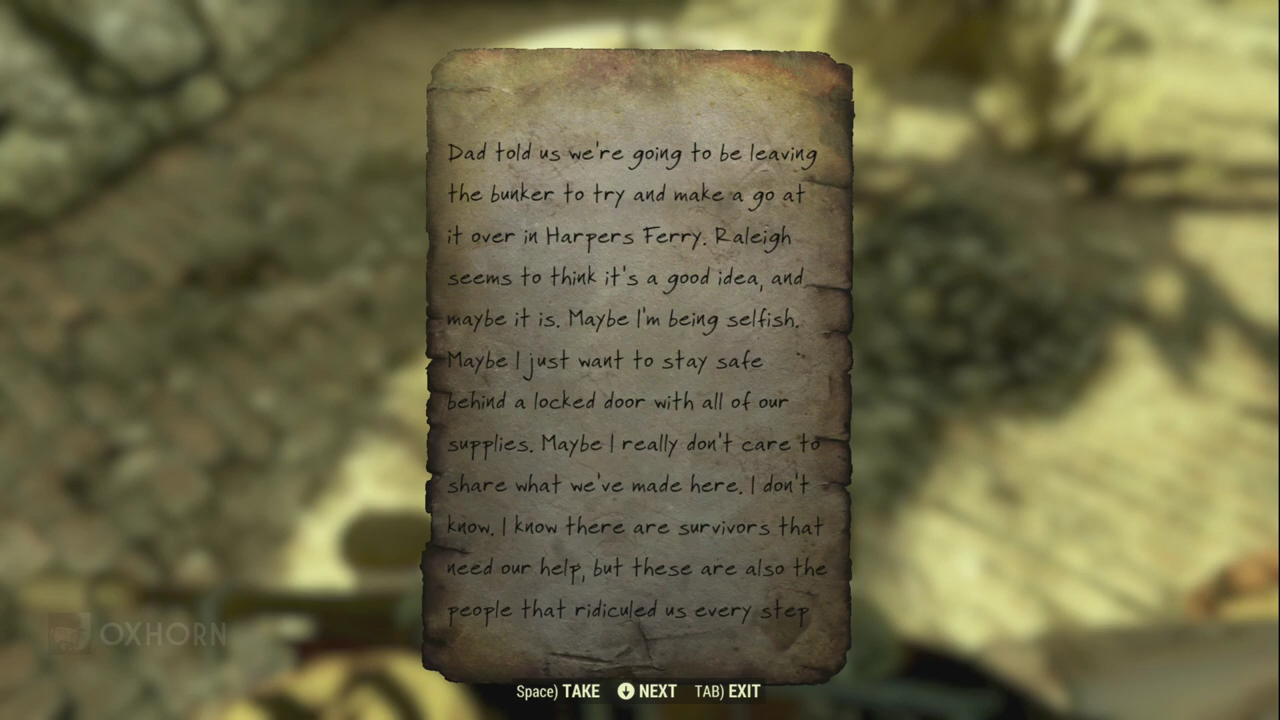 Dad told us we're going to be leaving
the bunker to try and make a go at
it over in Harpers Ferry. Raleigh
seems to think it's a good idea, and
maybe it is. Maybe I'm being selfish.
Maybe I just want to stay safe
behind a locked door with all of our
supplies. Maybe I really don't care to
share what we've made here. I don't
know. I know there are survivors that
need our help, but these are also the
people that ridiculed us every step
OXHORN
Space) TAKE NEXT TAB) EXIT